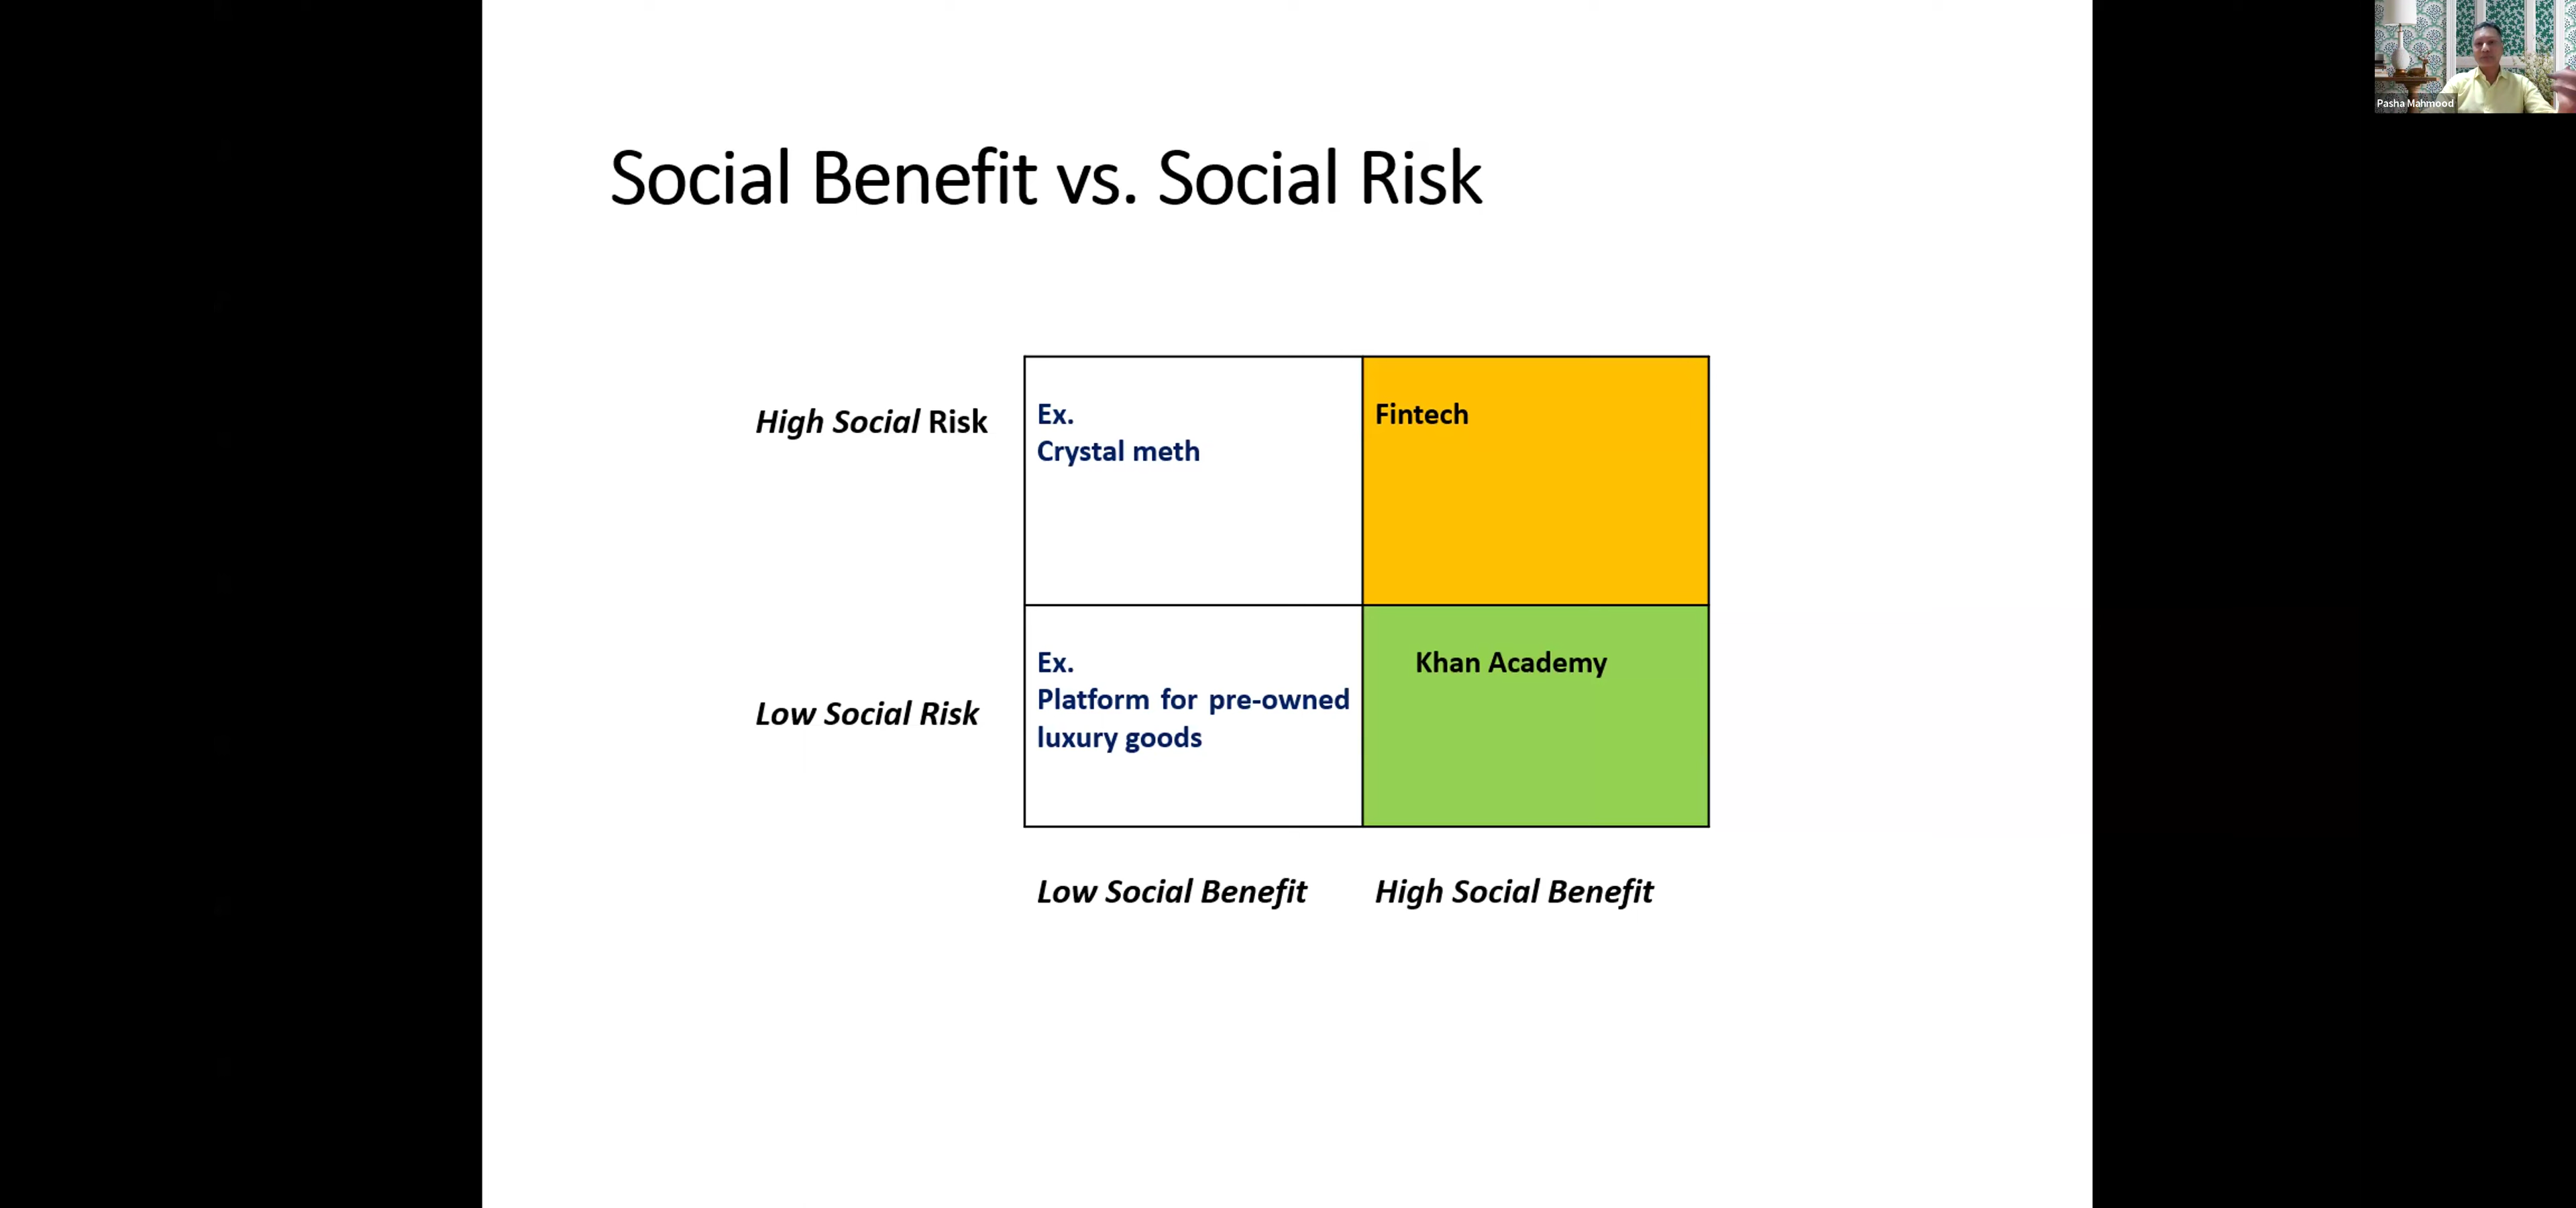 Pasha Mahmood
Social Benefit vs. Social Risk
High Social Risk
Ex.
Crystal meth
Fintech
Low Social Risk
Ex.
Platform for pre-owned
luxury goods
Khan Academy
Low Social Benefit
High Social Benefit